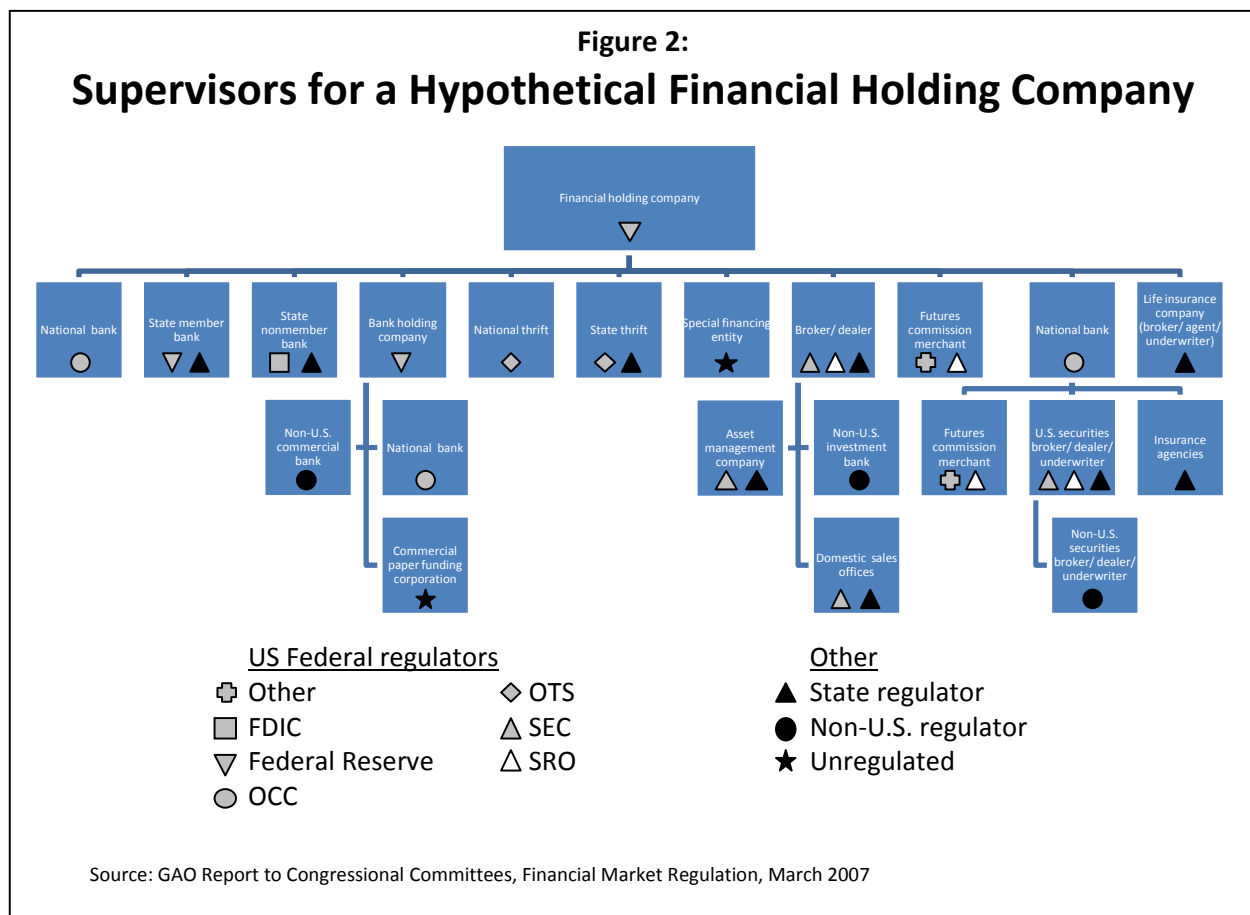 Figure 2:
Supervisors for a Hypothetical Financial Holding Company
Financial holding company
National bank
State member
bank
State
nonmember
bank
Bank holding
company
National thrift
State thrift
Special financing
entity
Broker/ dealer
Futures
commission
merchant
National bank
Life insurance
company
(broker/ agent/
underwriter)
Non-U.S.
commercial
bank
National bank
Asset
management
company
Non-U.S.
investment
bank
Futures
commission
merchant
U.S. securities
broker/ dealer/
underwriter
Insurance
agencies
Commercial
paper funding
corporation
Domestic sales
offices
Non-U.S.
securities
broker/ dealer/
underwriter
US Federal regulators
Other
FDIC
Federal Reserve
OCC
OTS
SEC
SRO
Other
State regulator
Non-U.S. regulator
Unregulated
Source: GAO Report to Congressional Committees, Financial Market Regulation, March 2007